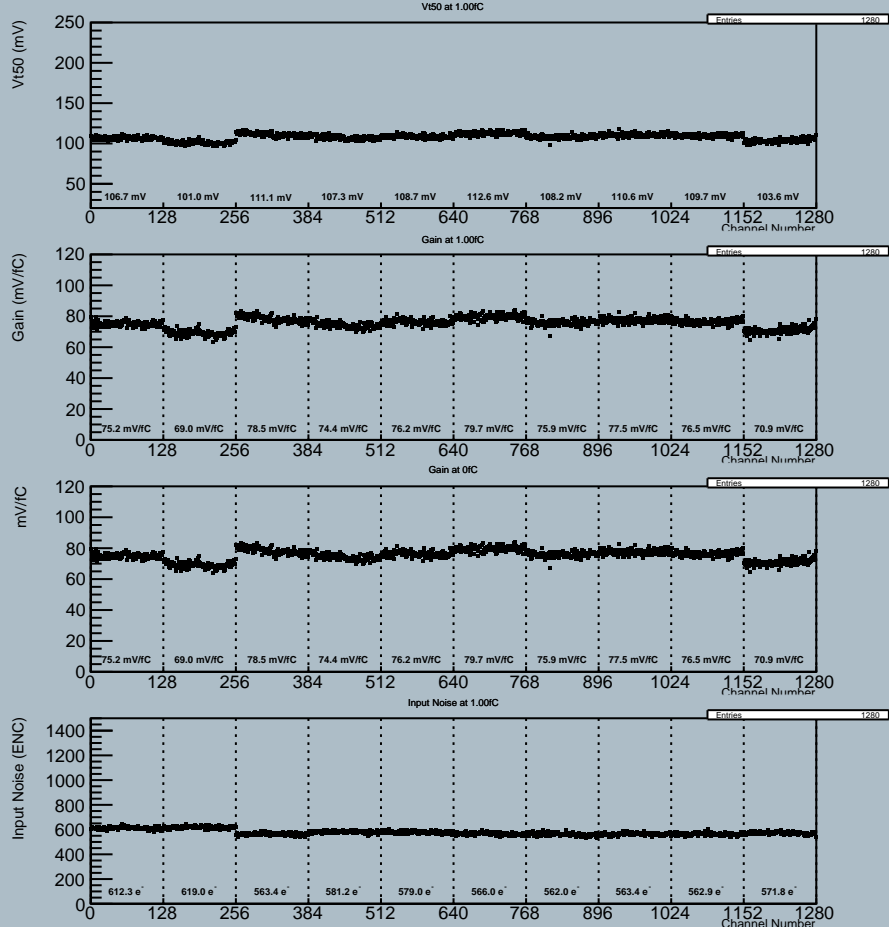 Vt50 at 1.00fC
Entries 1280
Vt50 (mV)
250
200
150
100
50
106.7 mV 101.0 mV 111.1 mV 107.3 mV 108.7 mV 112.6 mV 108.2 mV 110.6 mV 109.7 mV 103.6 mV
0 128 256 384 512 640 768 896 1024 1152 1280
Channel Number
Gain at 1.00fC
Entries 1280
Gain (mV/fC)
120
100
80
60
40
20
0
75.2 mV/fC 69.0 mV/fC 78.5 mV/fC 74.4 mV/fC 76.2 mV/fC 79.7 mV/fC 75.9 mV/fC 77.5 mV/fC 76.5 mV/fC 70.9 mV/fC
0 128 256 384 512 640 768 896 1024 1152 1280
Channel Number
Gain at 0fC
Entries 1280
mV/fC
120
100
80
60
40
20
0
75.2 mV/fC 69.0 mV/fC 78.5 mV/fC 74.4 mV/fC 76.2 mV/fC 79.7 mV/fC 75.9 mV/fC 77.5 mV/fC 76.5 mV/fC 70.9 mV/fC
0 128 256 384 512 640 768 896 1024 1152 1280
Channel Number
Input Noise at 1.00fC
Entries 1280
Input Noise (ENC)
1400
1200
1000
800
600
400
200
0
612.3 e⁻ 619.0 e⁻ 563.4 e⁻ 581.2 e⁻ 579.0 e⁻ 566.0 e⁻ 562.0 e⁻ 563.4 e⁻ 562.9 e⁻ 571.8 e⁻
0 128 256 384 512 640 768 896 1024 1152 1280
Channel Number